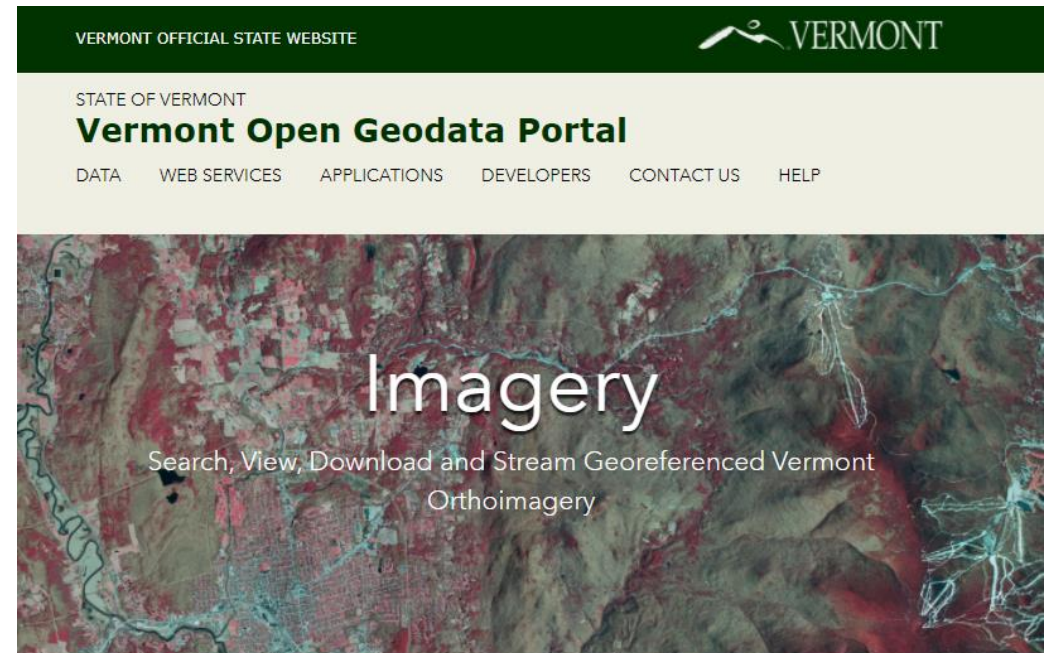 VERMONT OFFICIAL STATE WEBSITE
VERMONT
STATE OF VERMONT
Vermont Open Geodata Portal
DATA WEB SERVICES APPLICATIONS DEVELOPERS CONTACT US HELP
Imagery
Search, View, Download and Stream Georeferenced Vermont
Orthoimagery